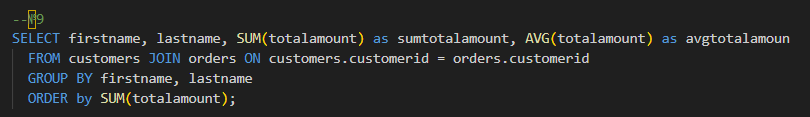 --№9
SELECT firstname, lastname, SUM(totalamount) as sumtotalamount, AVG(totalamount) as avgtotalamoun
FROM customers JOIN orders ON customers.customerid = orders.customerid
GROUP BY firstname, lastname
ORDER by SUM(totalamount);